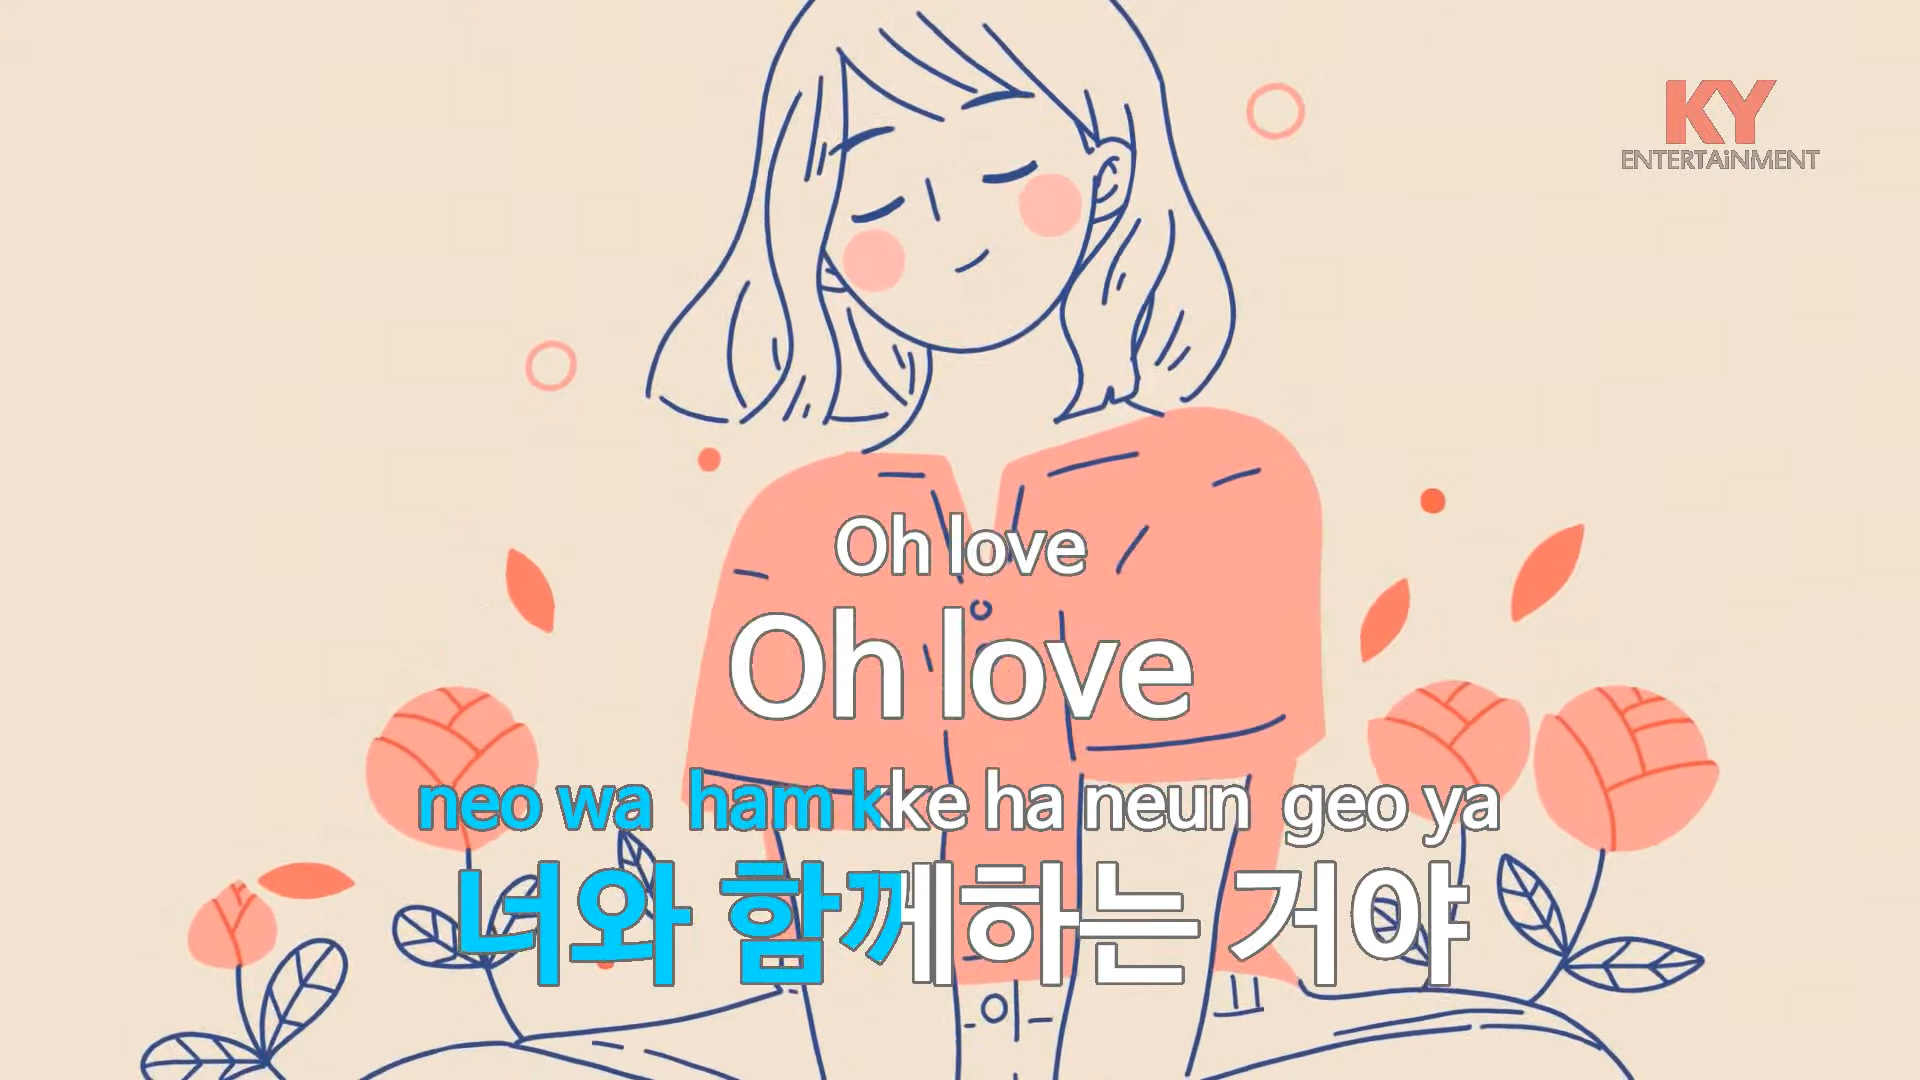 KY
ENTERTAiNMENT
Oh love
Oh love
neo wa ham kke ha neun geo ya
너와 함께하는 거야